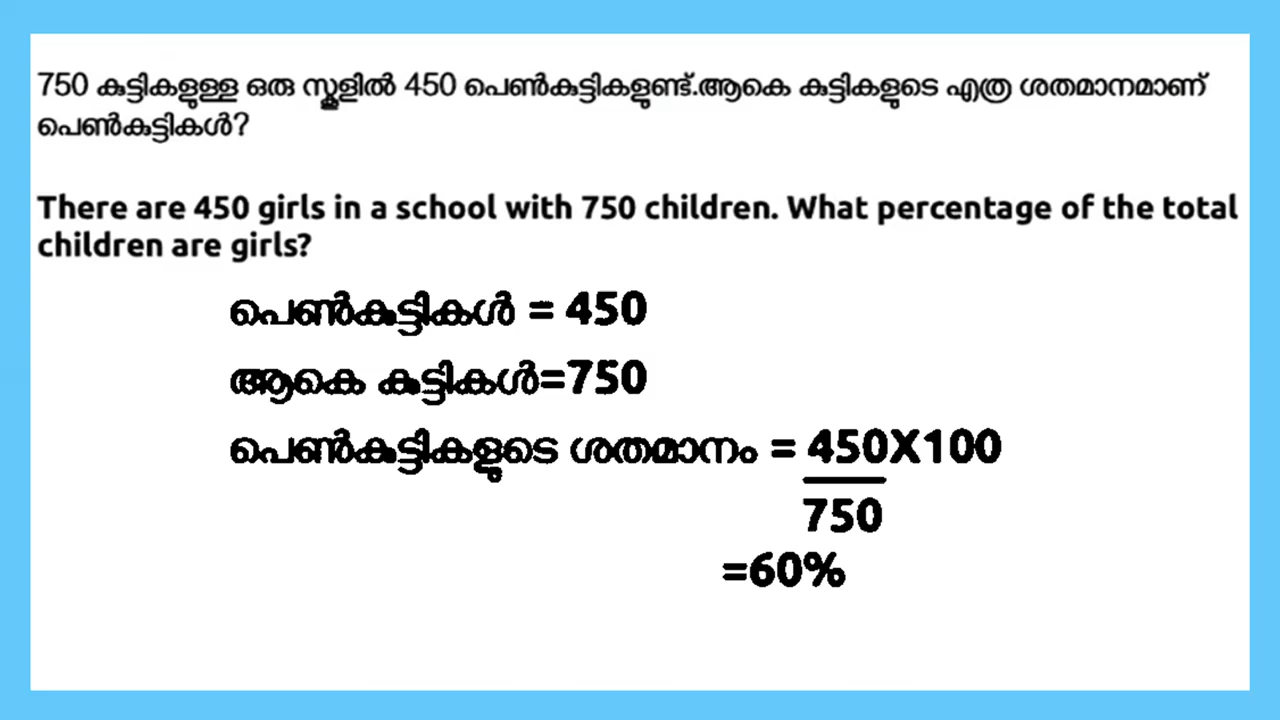 750 കുട്ടികളുള്ള ഒരു സ്കൂളിൽ 450 പെൺകുട്ടികളുണ്ട്.ആകെ കുട്ടികളുടെ എത്ര ശതമാനമാണ്
പെൺകുട്ടികൾ?
There are 450 girls in a school with 750 children. What percentage of the total
children are girls?
പെൺകുട്ടികൾ = 450
ആകെ കുട്ടികൾ=750
പെൺകുട്ടികളുടെ ശതമാനം = 450X100
750
=60%